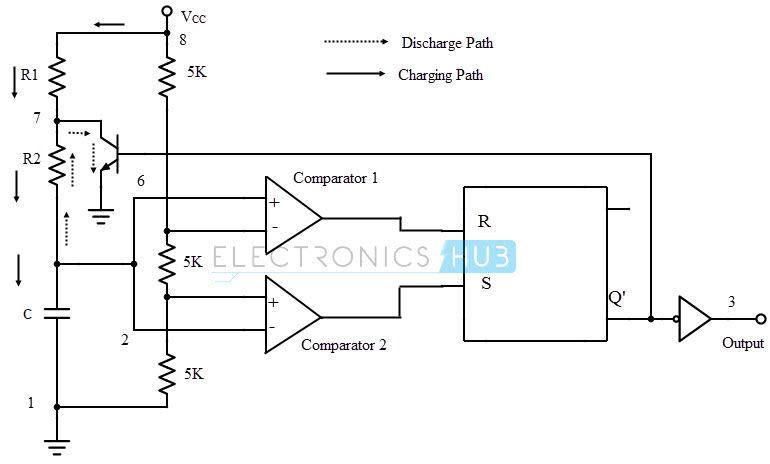 Vcc
8
Discharge Path
R1
5K
Charging Path
7
R2
6
Comparator 1
+
-
R
ELECTRONICS HUB
5K
S
+
Q'
-
3
C
2
Comparator 2
Output
5K
1